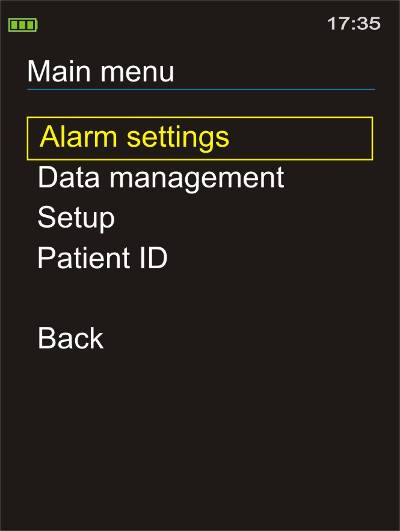 17:35
Main menu
Alarm settings
Data management
Setup
Patient ID
Back